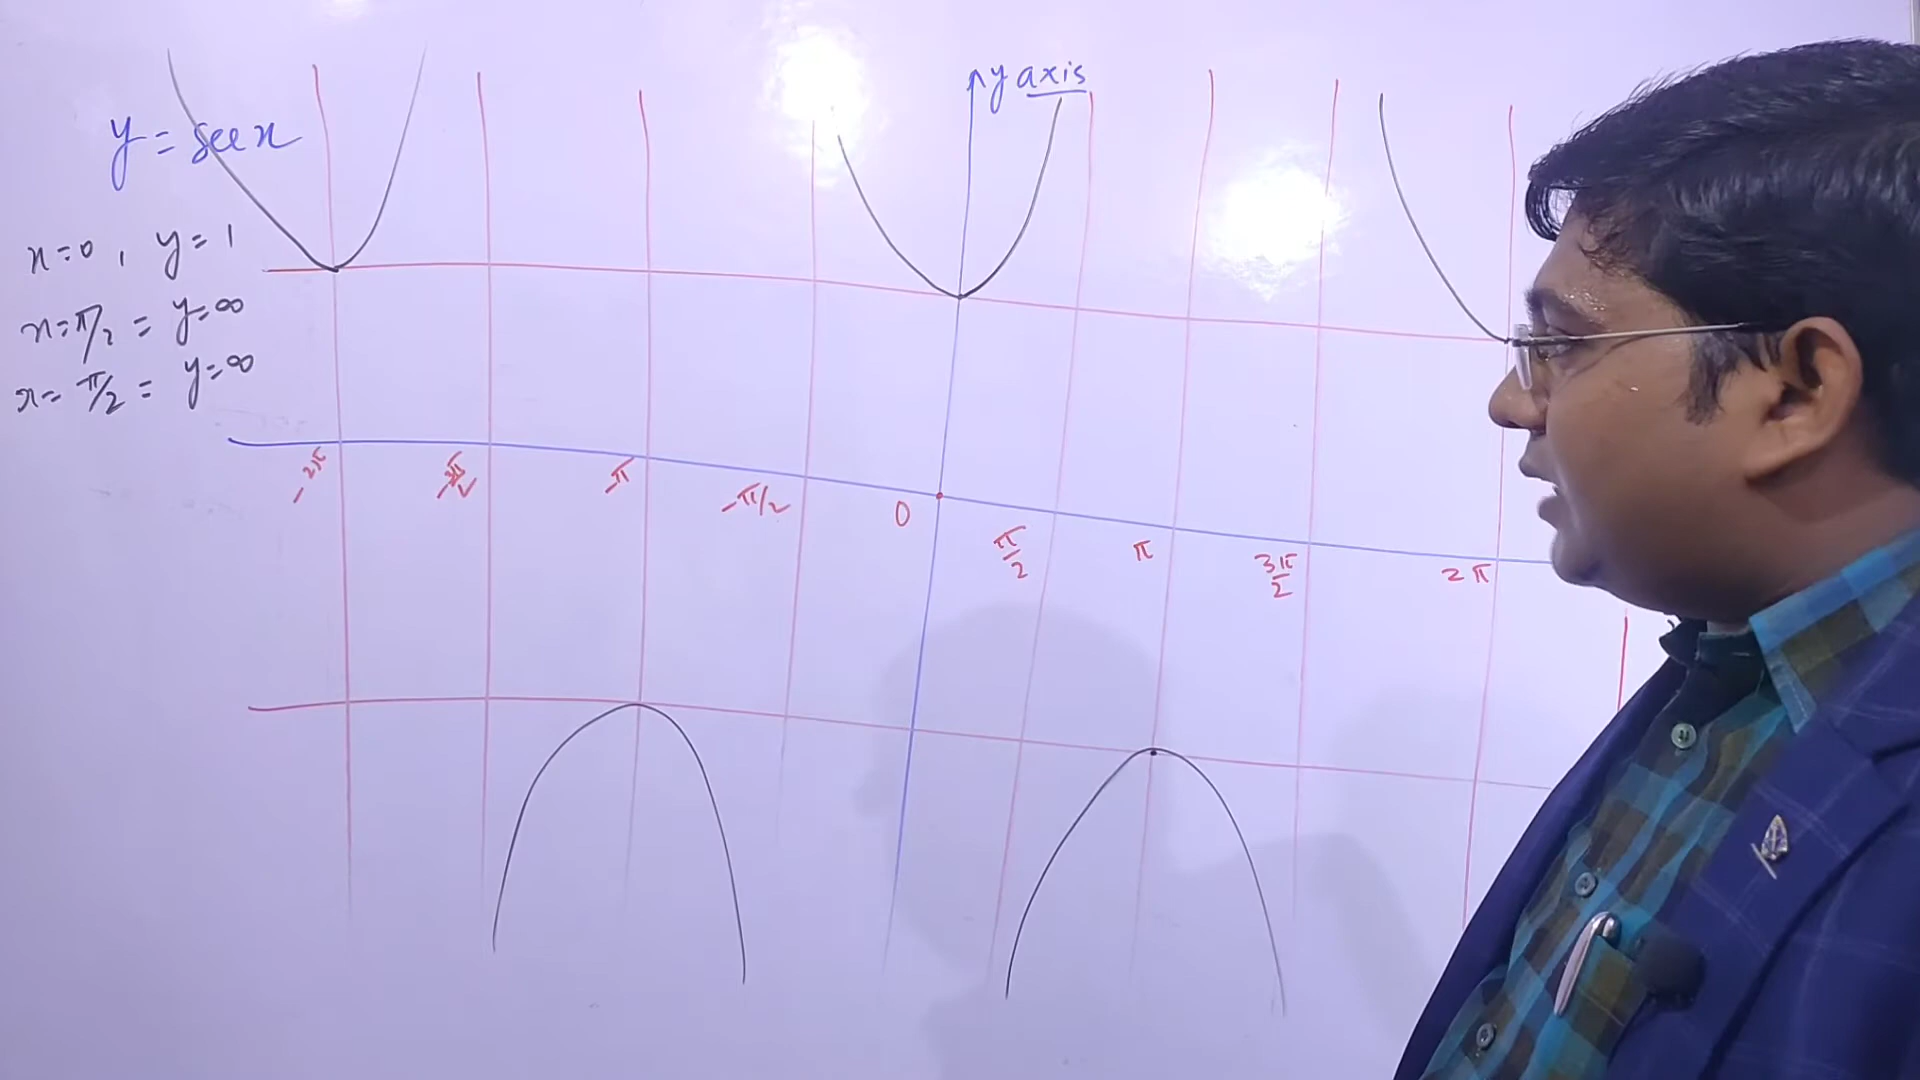 y axis
y = sec x
x=0 , y = 1
x=π/2 = y=∞
x= π/2 = y=∞
-2π -3π/2 -π -π/2 0 π/2 π 3π/2 2π